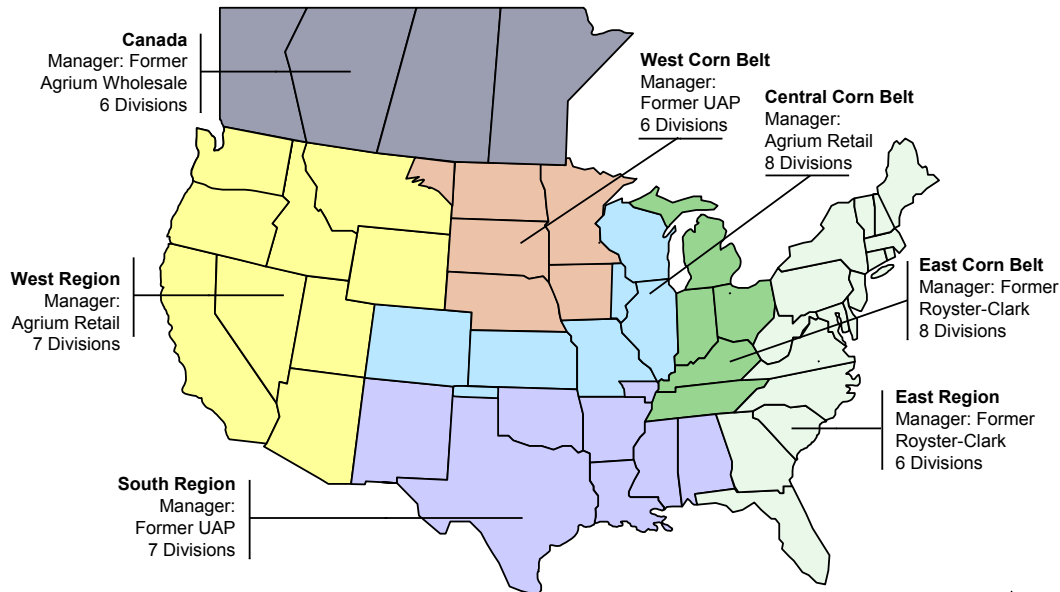 Canada
Manager: Former
Agrium Wholesale
6 Divisions
West Corn Belt
Manager:
Former UAP
6 Divisions
Central Corn Belt
Manager:
Agrium Retail
8 Divisions
West Region
Manager:
Agrium Retail
7 Divisions
East Corn Belt
Manager: Former
Royster-Clark
8 Divisions
East Region
Manager: Former
Royster-Clark
6 Divisions
South Region
Manager:
Former UAP
7 Divisions